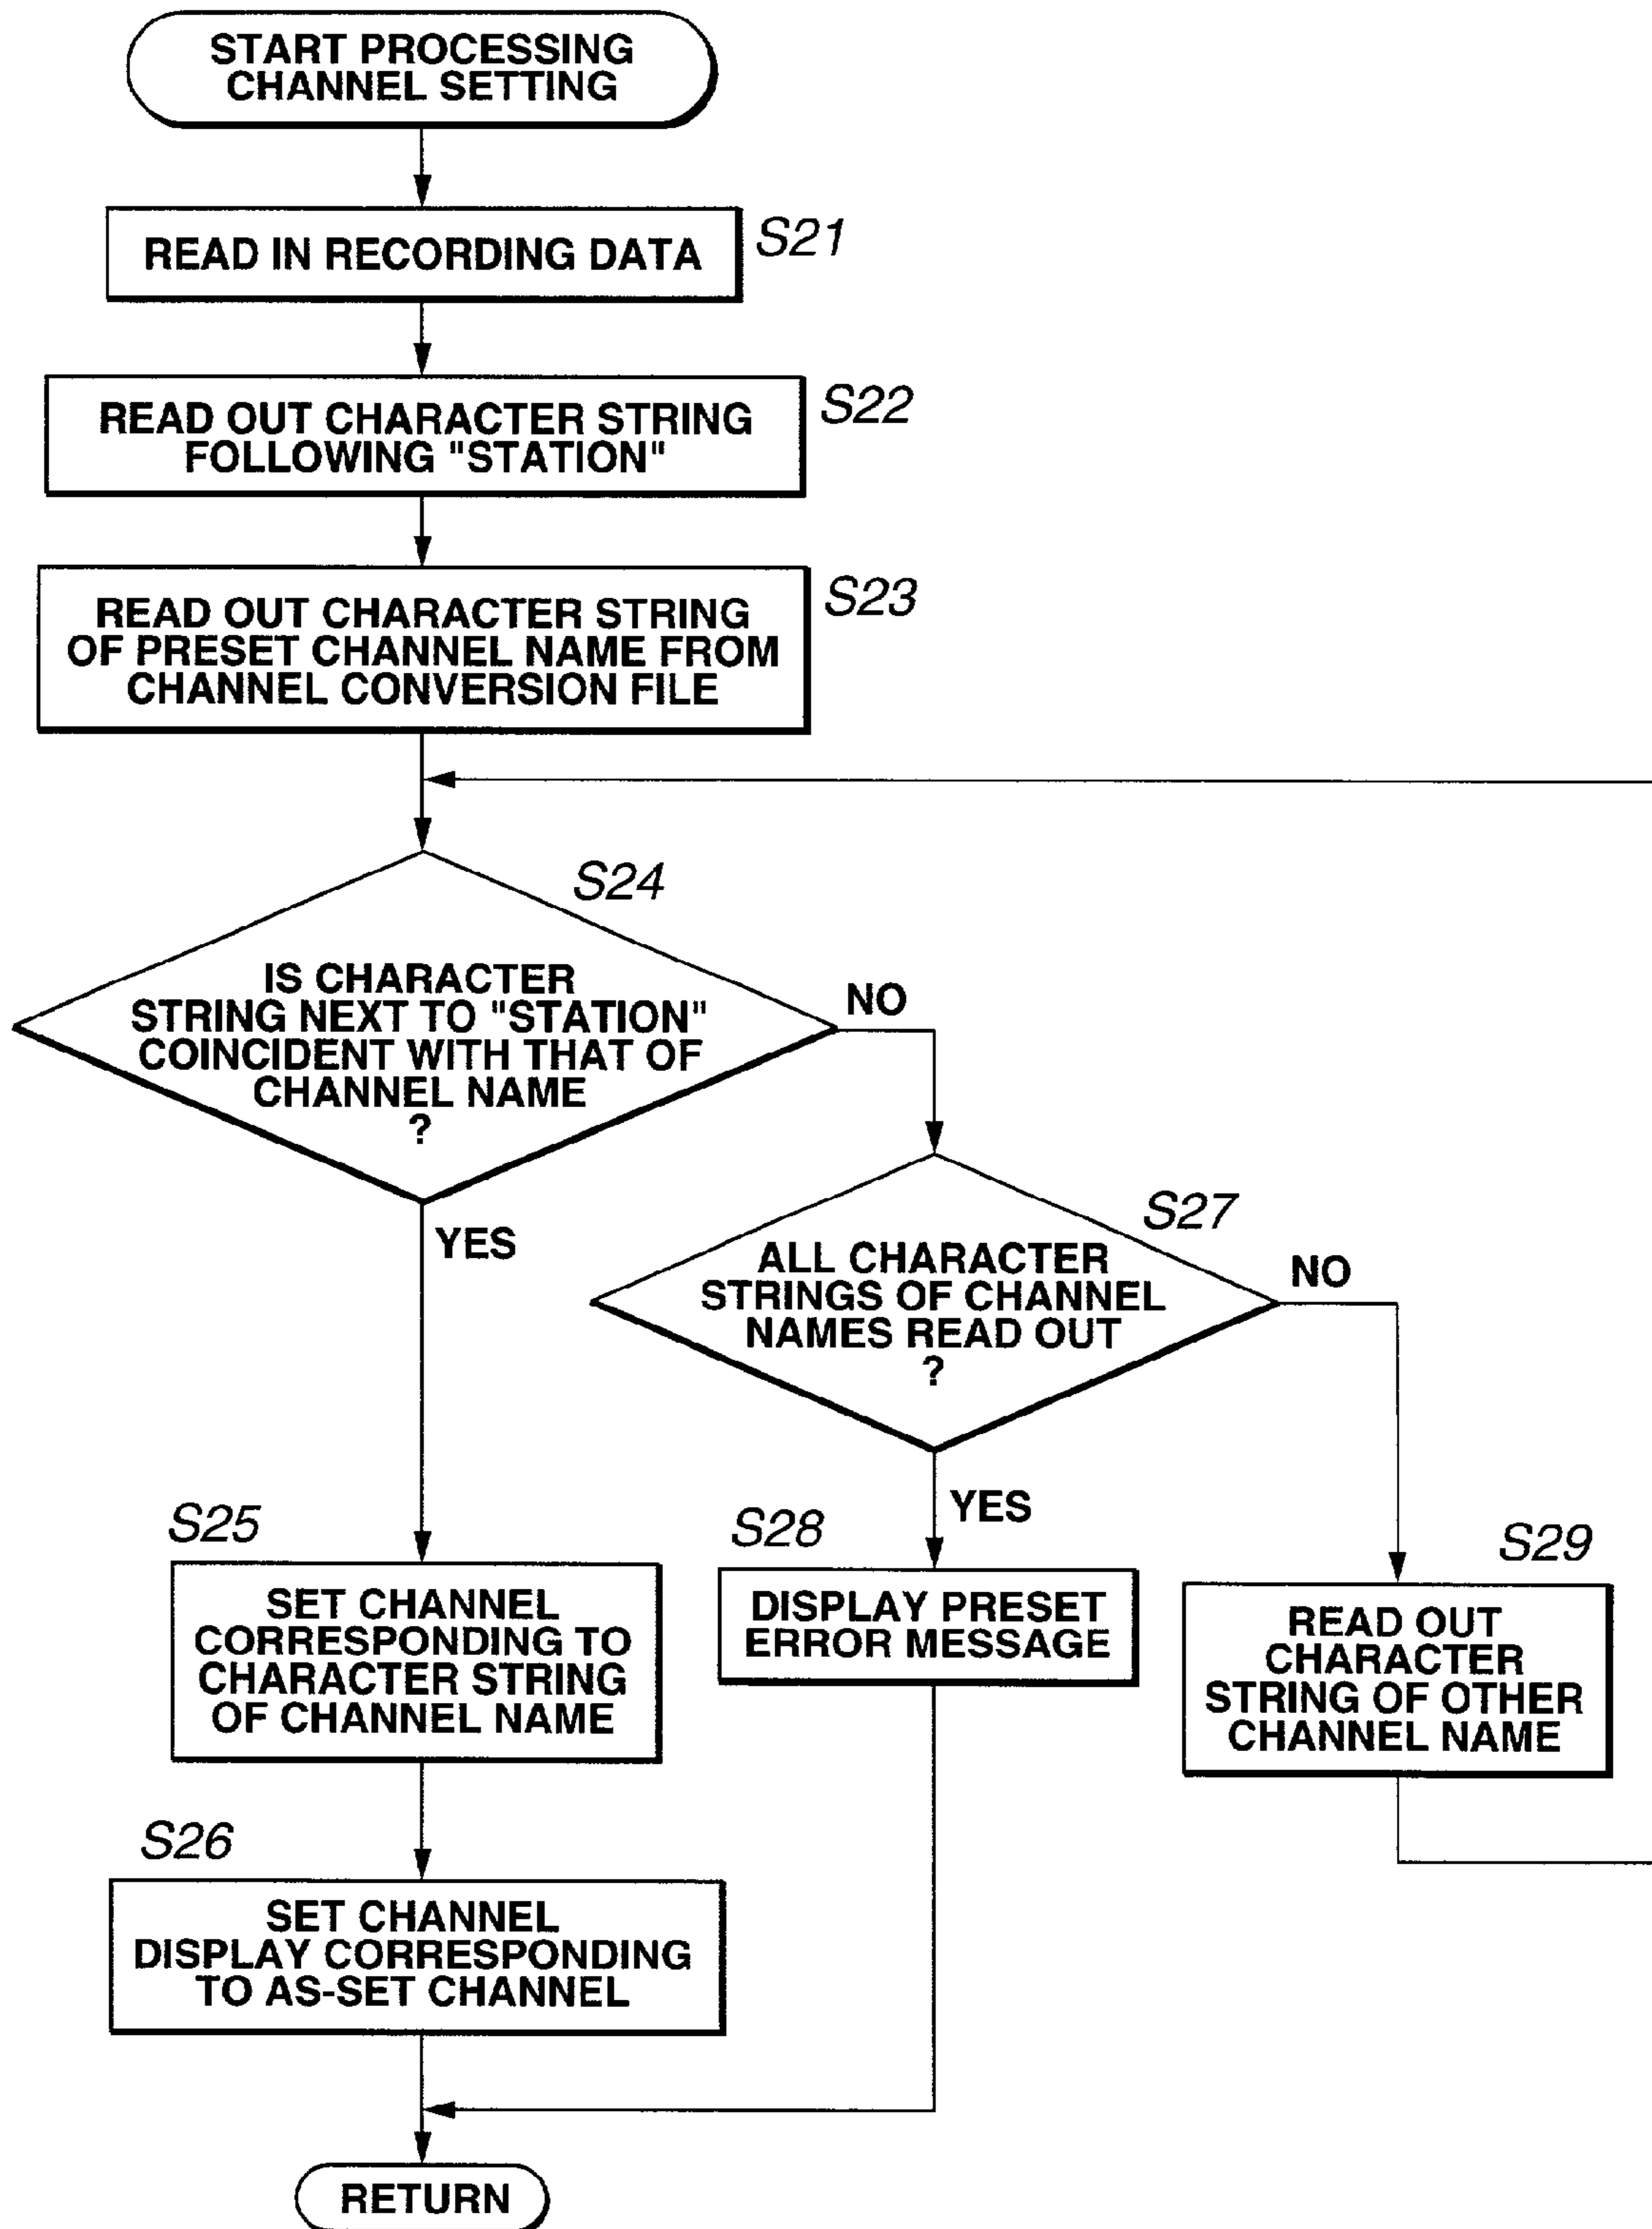 START PROCESSING
CHANNEL SETTING
READ IN RECORDING DATA
S21
READ OUT CHARACTER STRING
FOLLOWING "STATION"
S22
READ OUT CHARACTER STRING
OF PRESET CHANNEL NAME FROM
CHANNEL CONVERSION FILE
S23
S24
IS CHARACTER
STRING NEXT TO "STATION"
COINCIDENT WITH THAT OF
CHANNEL NAME
?
NO
YES
S27
ALL CHARACTER
STRINGS OF CHANNEL
NAMES READ OUT
?
NO
YES
S25
SET CHANNEL
CORRESPONDING TO
CHARACTER STRING
OF CHANNEL NAME
S28
DISPLAY PRESET
ERROR MESSAGE
S29
READ OUT
CHARACTER
STRING OF OTHER
CHANNEL NAME
S26
SET CHANNEL
DISPLAY CORRESPONDING
TO AS-SET CHANNEL
RETURN